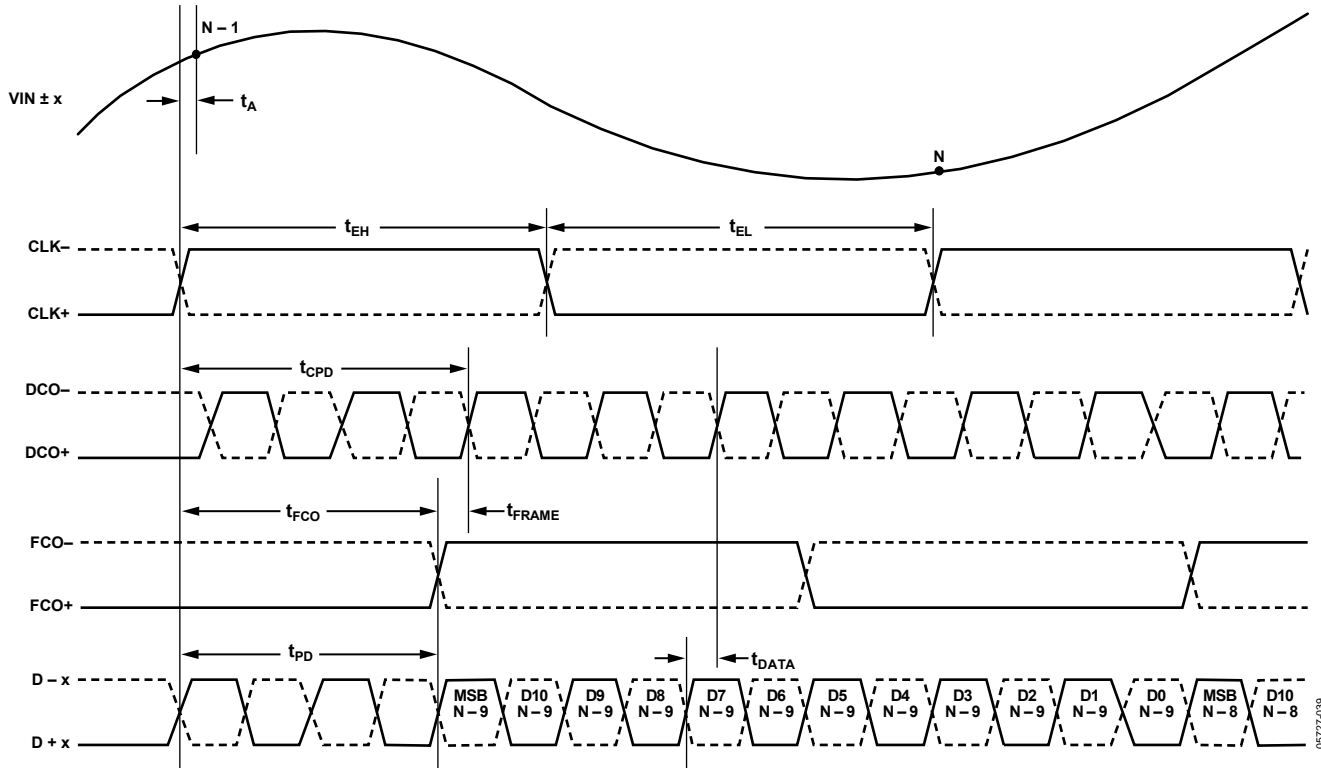 N – 1
VIN ± x
tA
N
tEH
tEL
CLK–
CLK+
tCPD
DCO–
DCO+
tFCO
tFRAME
FCO–
FCO+
tPD
tDATA
D – x
MSB N – 9
D10 N – 9
D9 N – 9
D8 N – 9
D7 N – 9
D6 N – 9
D5 N – 9
D4 N – 9
D3 N – 9
D2 N – 9
D1 N – 9
D0 N – 9
MSB N – 8
D10 N – 8
D + x
05727-039